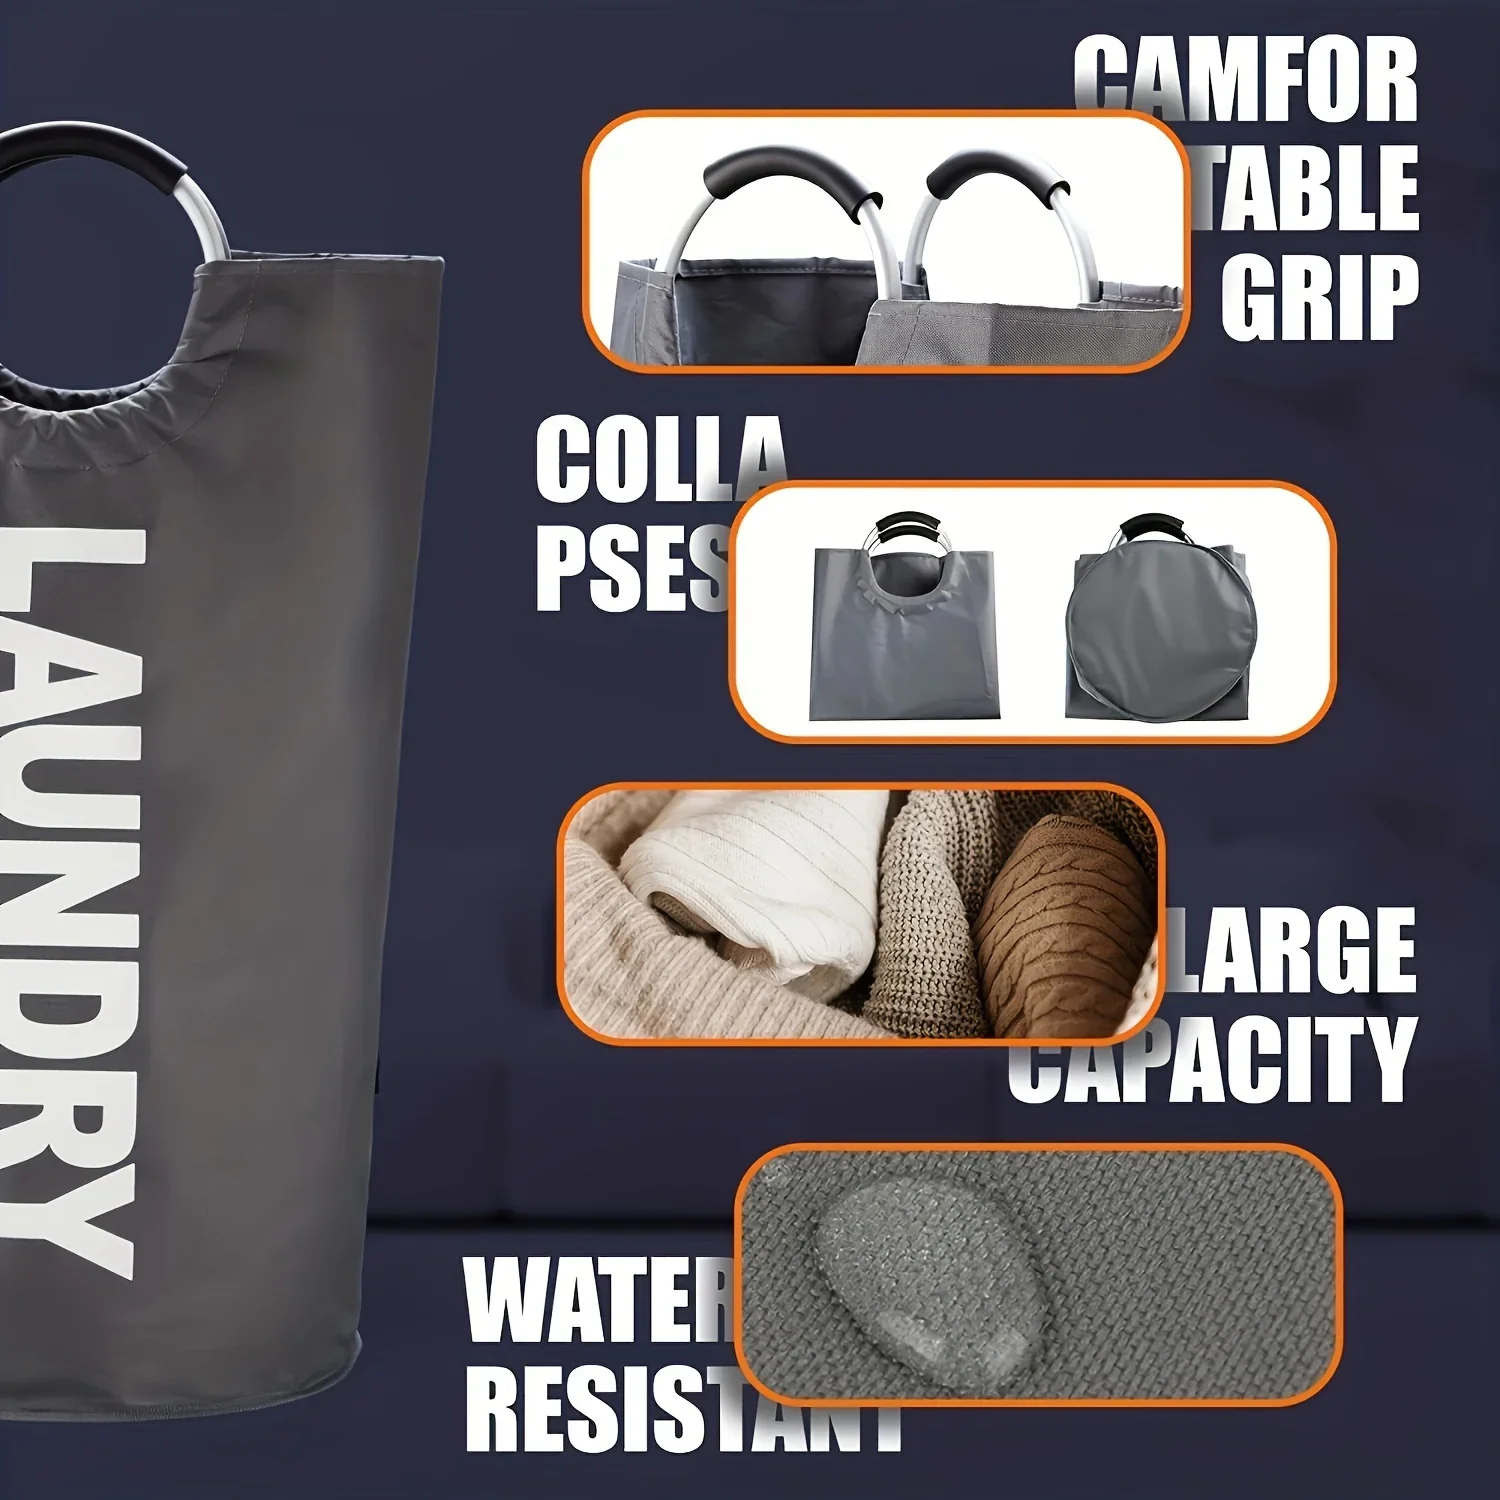 CAMFOR
TABLE
GRIP
COLLA
PSES
LAUNDRY
LARGE
CAPACITY
WATER
RESISTANT